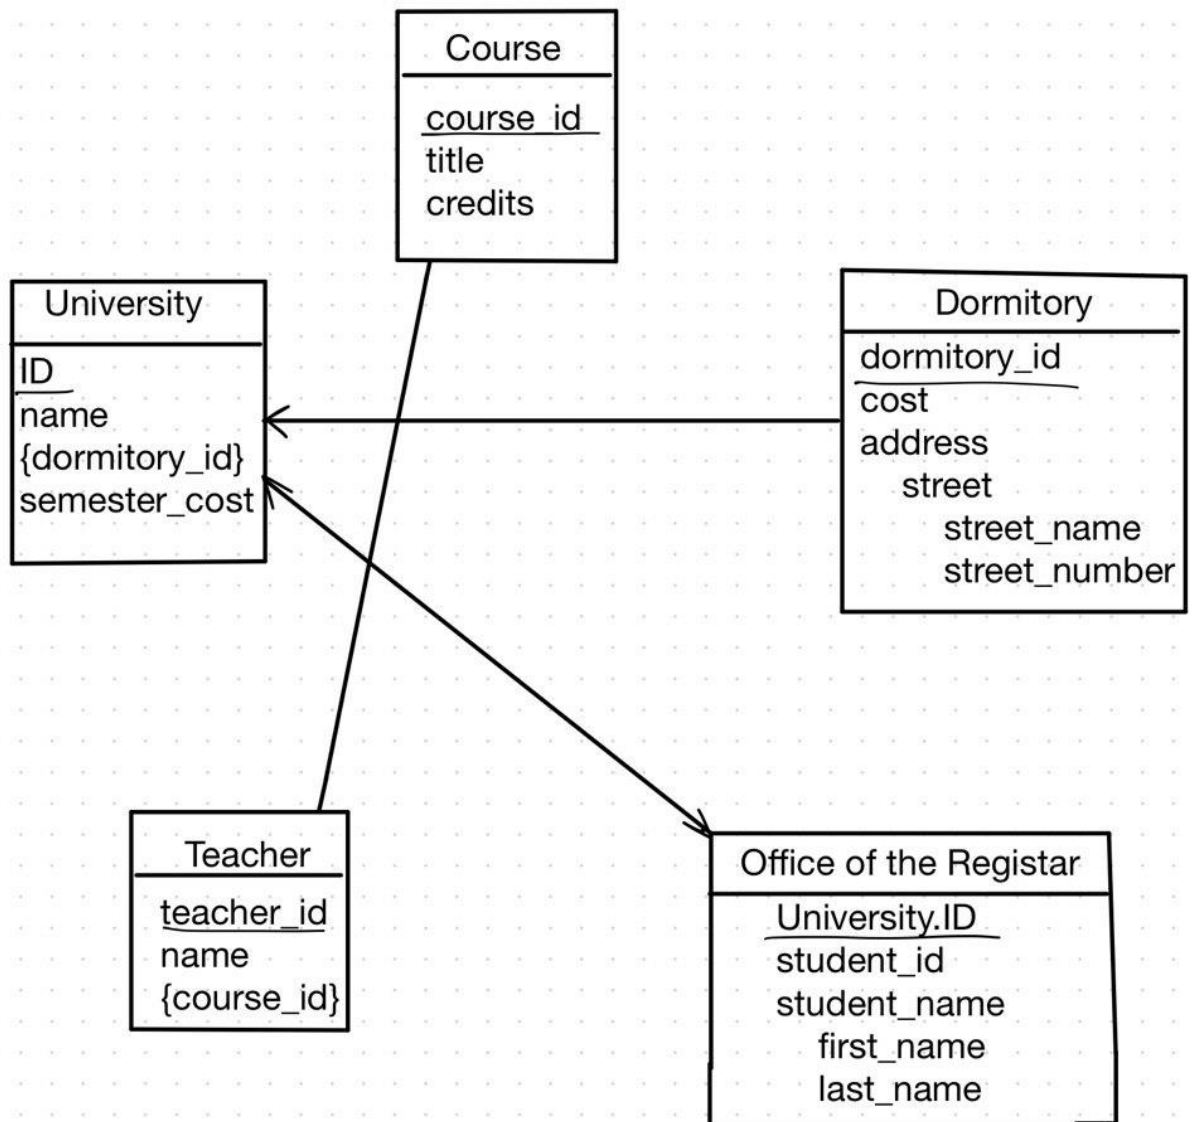 Course
course_id
title
credits
University
ID
name
{dormitory_id}
semester_cost
Dormitory
dormitory_id
cost
address
street
street_name
street_number
Teacher
teacher_id
name
{course_id}
Office of the Registar
University.ID
student_id
student_name
first_name
last_name